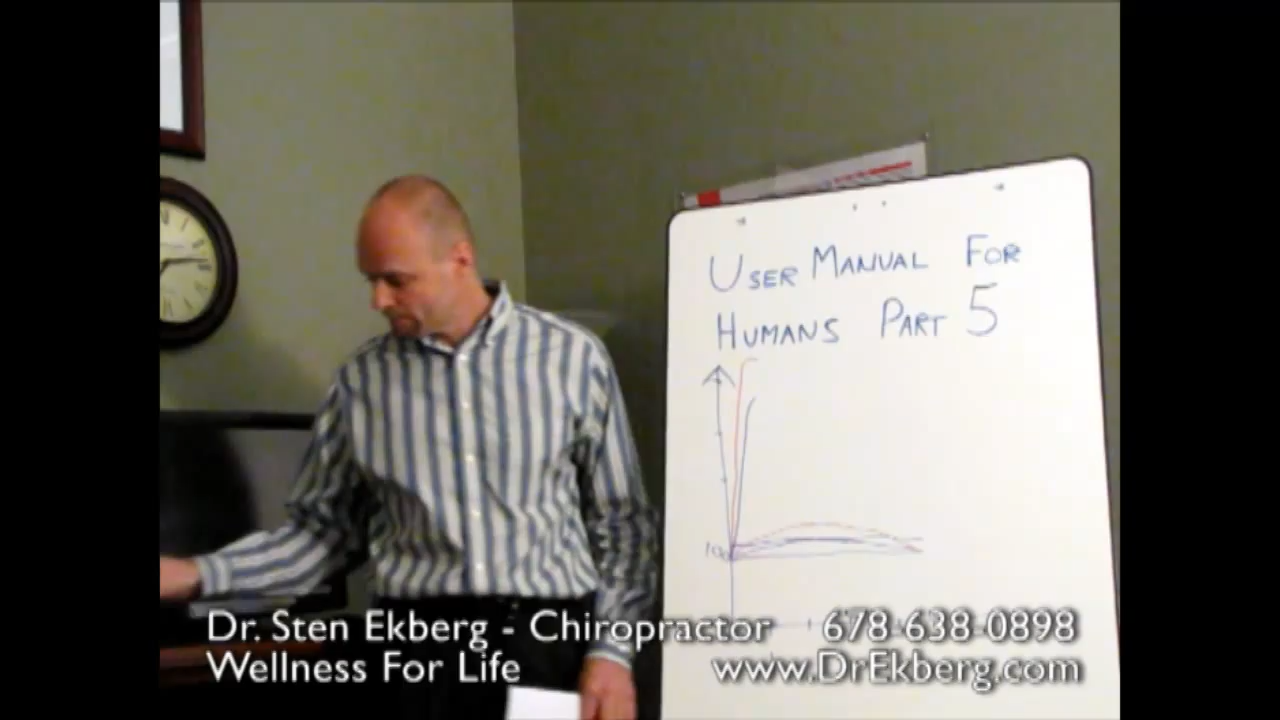 USER MANUAL FOR
HUMANS PART 5
100
Dr. Sten Ekberg - Chiropractor 678-638-0898
Wellness For Life www.DrEkberg.com